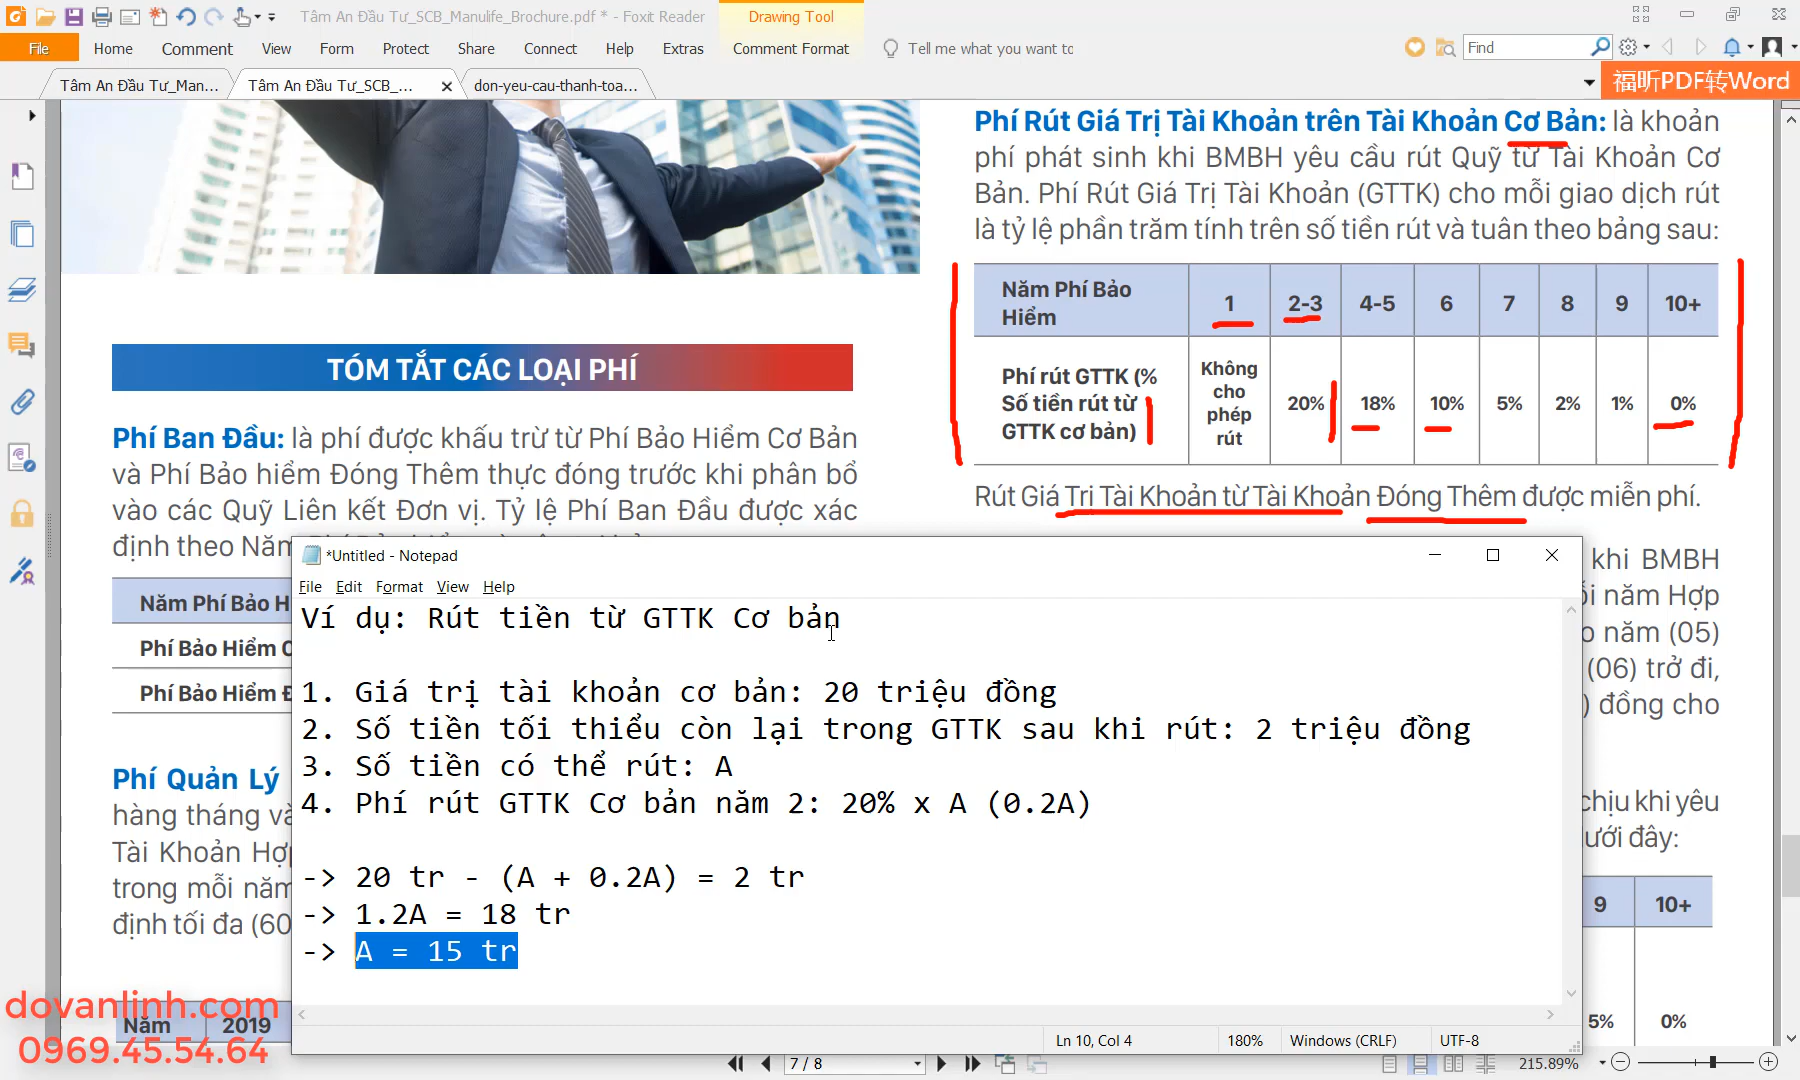 Tâm An Đầu Tư_SCB_Manulife_Brochure.pdf * - Foxit Reader
Drawing Tool
File Home Comment View Form Protect Share Connect Help Extras Comment Format Tell me what you want to Find
Tâm An Đầu Tư_Man... Tâm An Đầu Tư_SCB_... don-yeu-cau-thanh-toa...
福昕PDF转Word
TÓM TẮT CÁC LOẠI PHÍ
Phí Ban Đầu: là phí được khấu trừ từ Phí Bảo Hiểm Cơ Bản
và Phí Bảo hiểm Đóng Thêm thực đóng trước khi phân bổ
vào các Quỹ Liên kết Đơn vị. Tỷ lệ Phí Ban Đầu được xác
định theo Năm
Năm Phí Bảo H
Phí Bảo Hiểm C
Phí Bảo Hiểm Đ
Phí Quản Lý
hàng tháng và
Tài Khoản Hợp
trong mỗi năm
định tối đa (60
Năm 2019
Phí Rút Giá Trị Tài Khoản trên Tài Khoản Cơ Bản: là khoản
phí phát sinh khi BMBH yêu cầu rút Quỹ từ Tài Khoản Cơ
Bản. Phí Rút Giá Trị Tài Khoản (GTTK) cho mỗi giao dịch rút
là tỷ lệ phần trăm tính trên số tiền rút và tuân theo bảng sau:
Năm Phí Bảo
Hiểm
1 2-3 4-5 6 7 8 9 10+
Phí rút GTTK (%
Số tiền rút từ
GTTK cơ bản)
Không
cho
phép
rút
20% 18% 10% 5% 2% 1% 0%
Rút Giá Trị Tài Khoản từ Tài Khoản Đóng Thêm được miễn phí.
khi BMBH
năm Hợp
năm (05)
(06) trở đi,
) đồng cho
chịu khi yêu
đây:
9 10+
5% 0%
*Untitled - Notepad
File Edit Format View Help
Ví dụ: Rút tiền từ GTTK Cơ bản
1. Giá trị tài khoản cơ bản: 20 triệu đồng
2. Số tiền tối thiểu còn lại trong GTTK sau khi rút: 2 triệu đồng
3. Số tiền có thể rút: A
4. Phí rút GTTK Cơ bản năm 2: 20% x A (0.2A)
-> 20 tr - (A + 0.2A) = 2 tr
-> 1.2A = 18 tr
-> A = 15 tr
Ln 10, Col 4 180% Windows (CRLF) UTF-8
dovanlinh.com
0969.45.54.64
7 / 8
215.89%